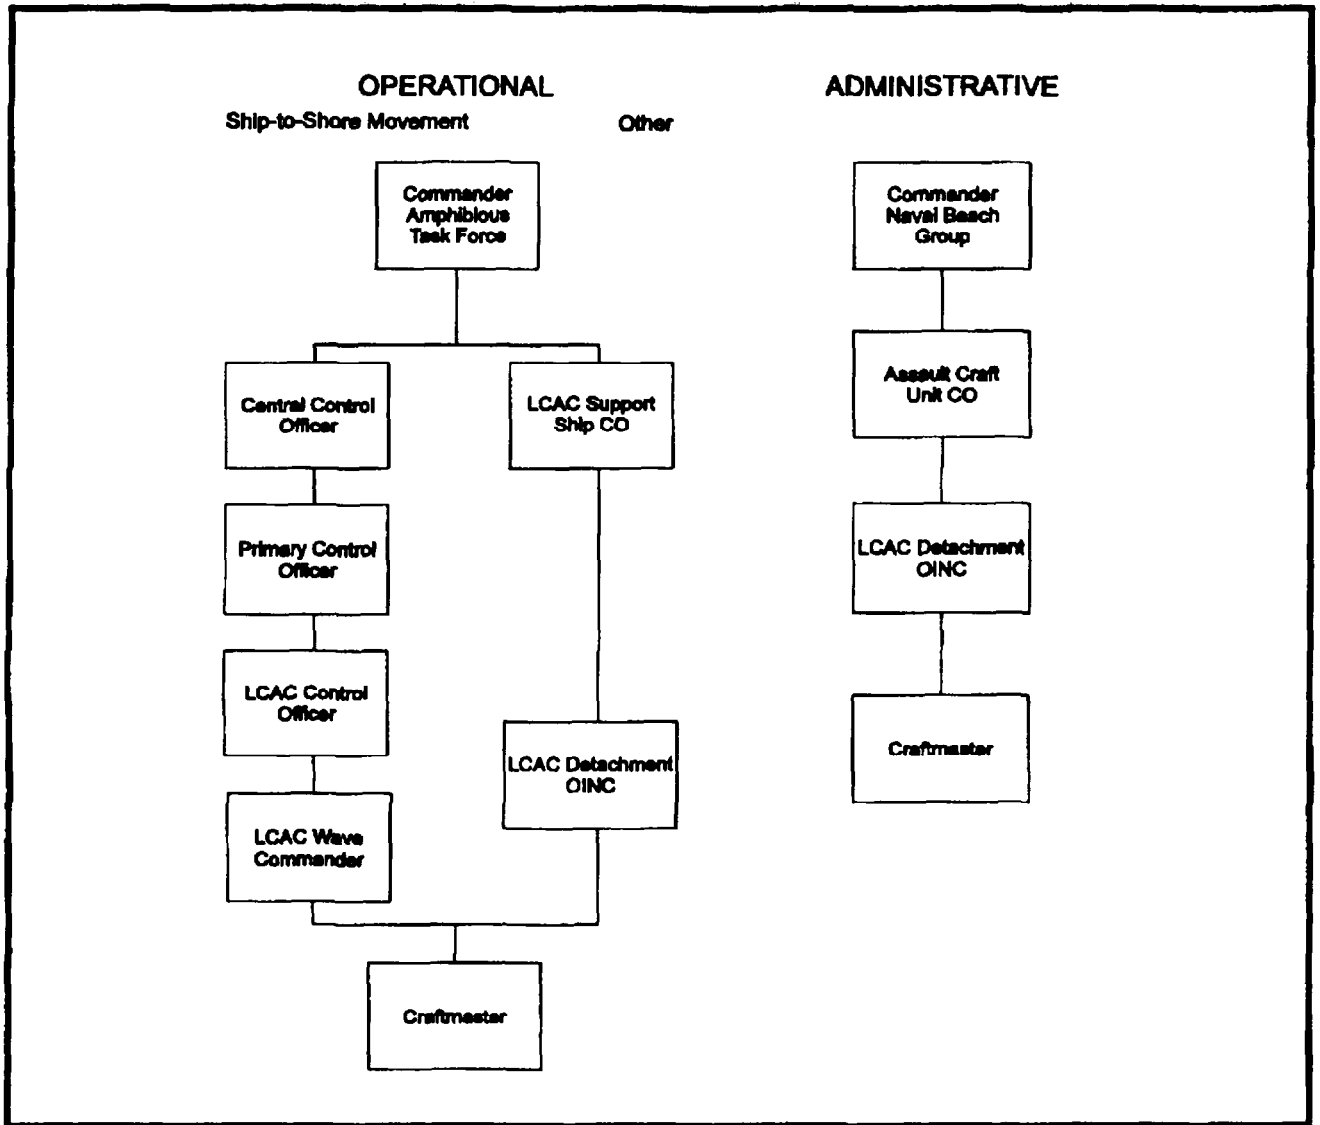 OPERATIONAL
Ship-to-Shore Movement
Other
Commander
Amphibious
Task Force
Central Control
Officer
LCAC Support
Ship CO
Primary Control
Officer
LCAC Control
Officer
LCAC Detachment
OINC
LCAC Wave
Commander
Craftmaster
ADMINISTRATIVE
Commander
Naval Beach
Group
Assault Craft
Unit CO
LCAC Detachment
OINC
Craftmaster